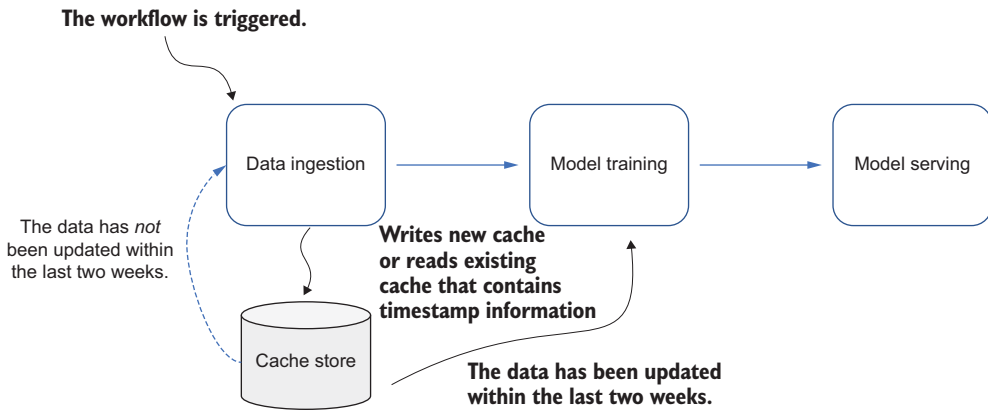 The workflow is triggered.
Data ingestion
Model training
Model serving
The data has not
been updated within
the last two weeks.
Writes new cache
or reads existing
cache that contains
timestamp information
Cache store
The data has been updated
within the last two weeks.